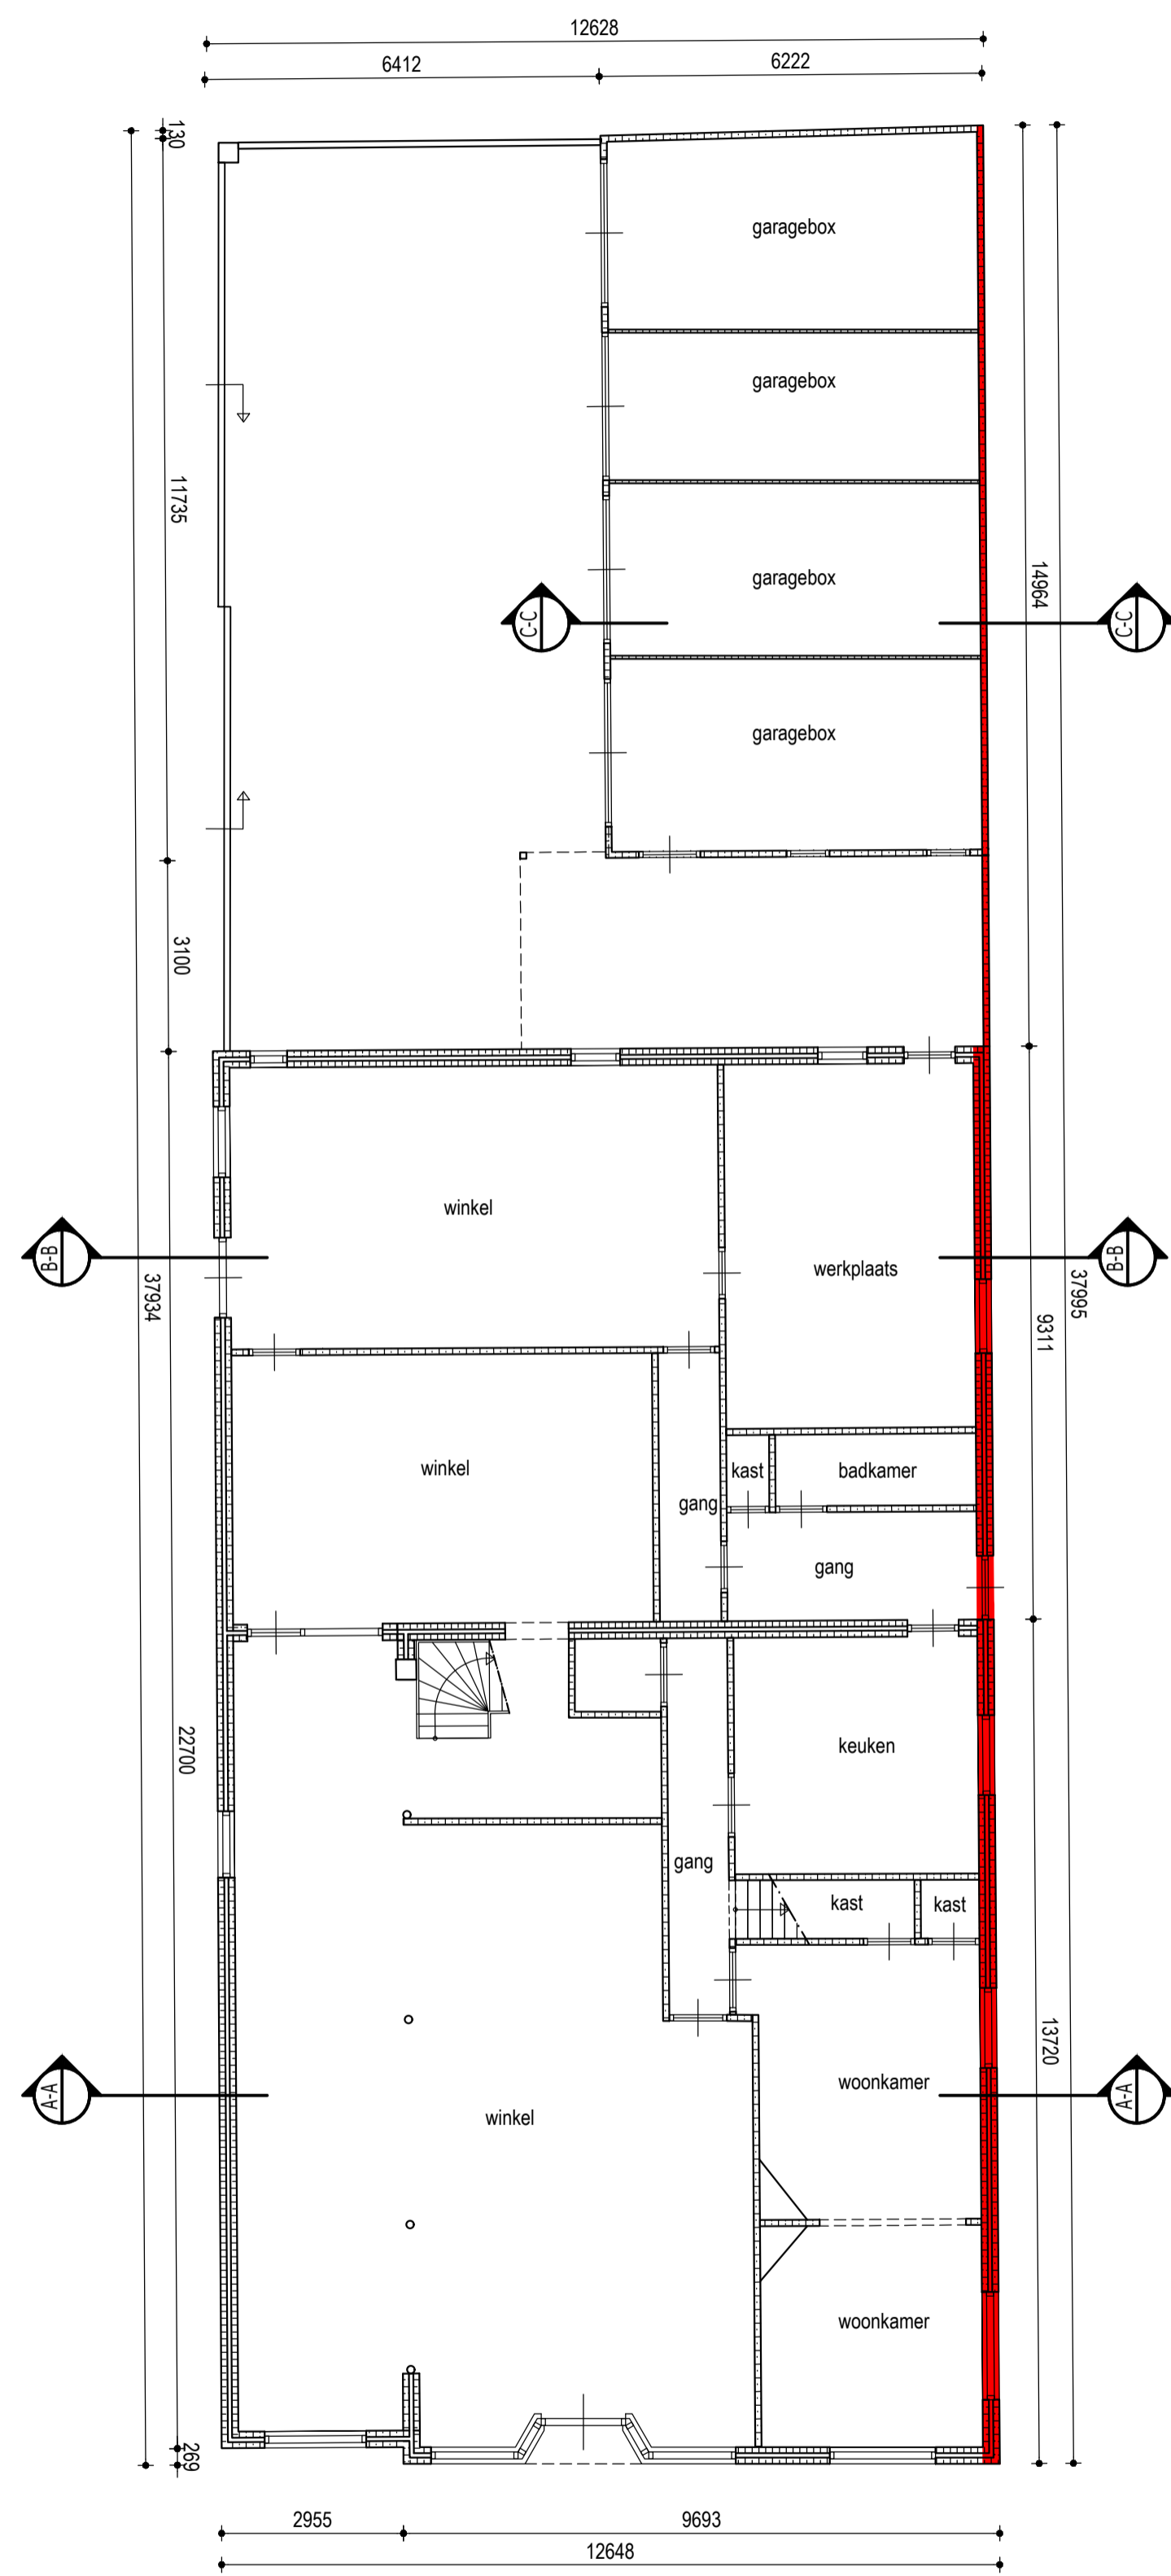 12628
6412
6222
130
garagebox
garagebox
11735
14964
garagebox
C-C
C-C
garagebox
3100
winkel
B-B
B-B
werkplaats
37934
37995
9311
winkel
kast
badkamer
gang
gang
22700
keuken
gang
kast
kast
13720
woonkamer
A-A
A-A
winkel
woonkamer
269
2955
9693
12648